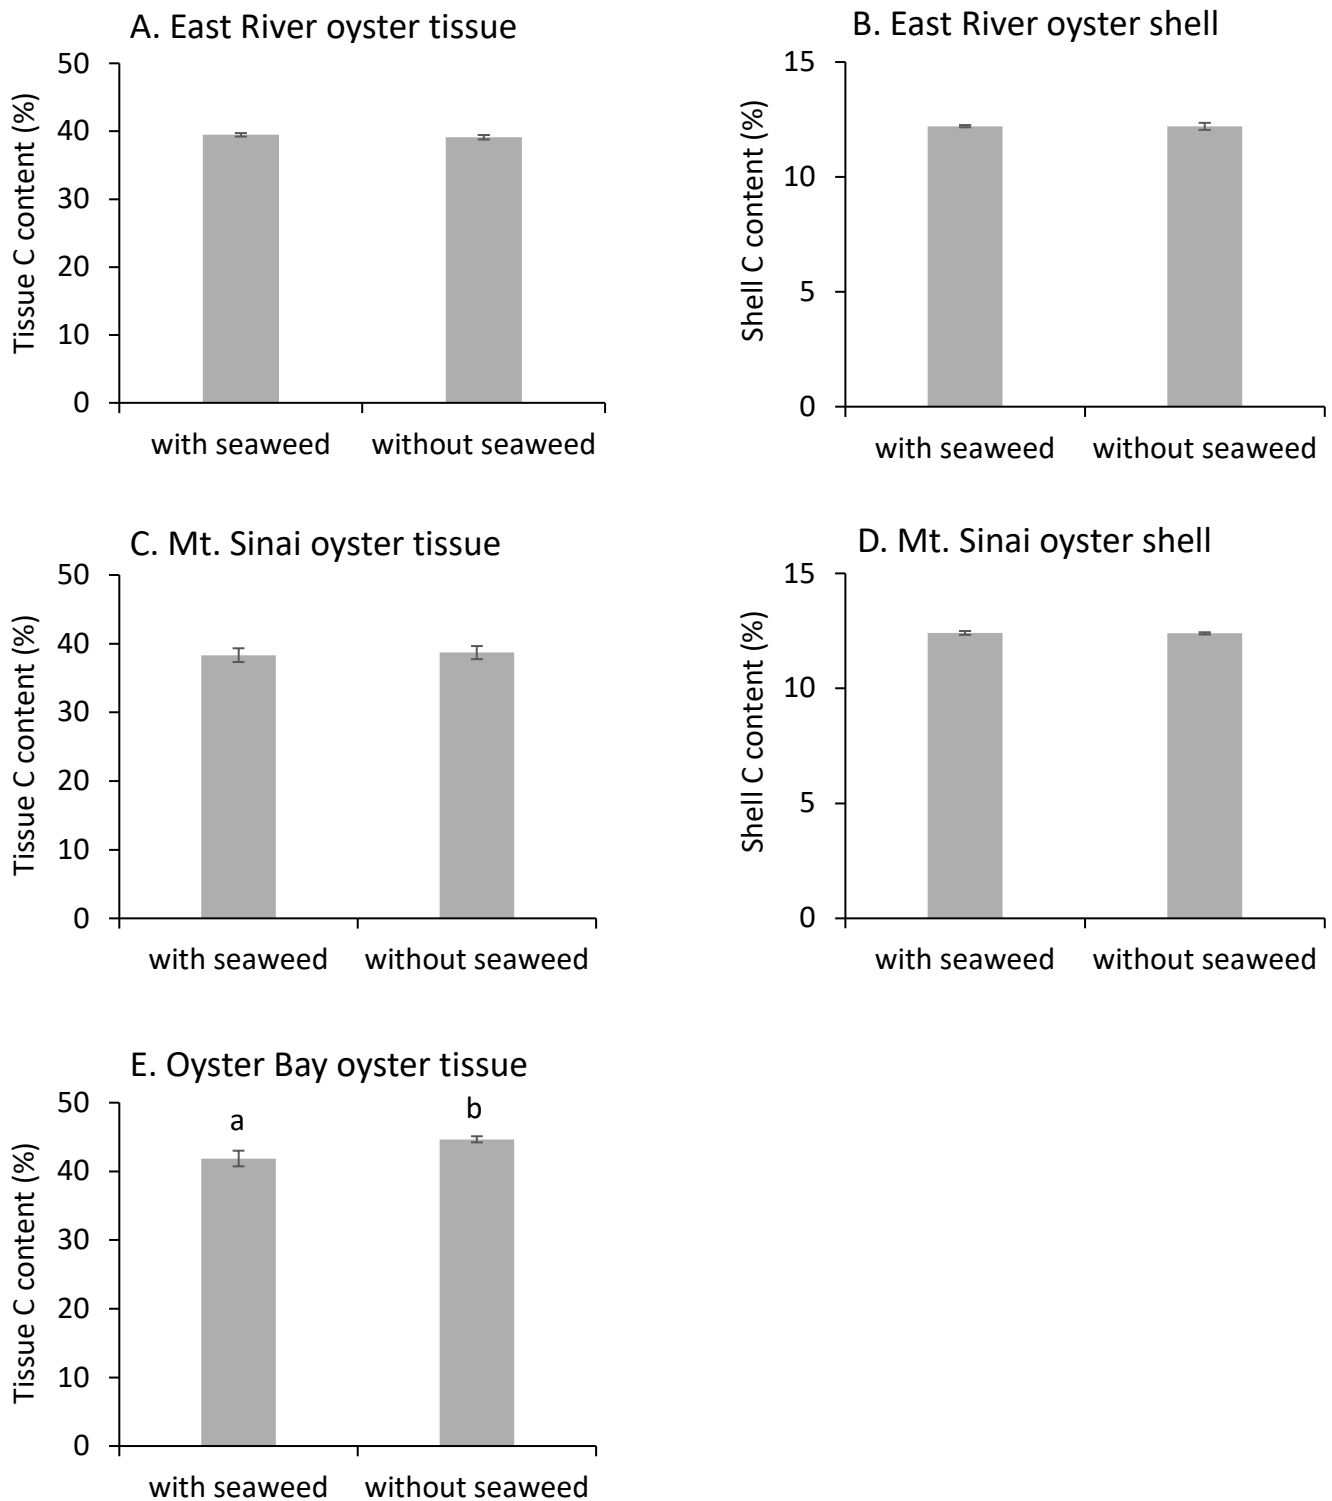 A. East River oyster tissue
50
40
30
20
10
0
Tissue C content (%)
with seaweed
without seaweed
B. East River oyster shell
15
10
5
0
Shell C content (%)
with seaweed
without seaweed
C. Mt. Sinai oyster tissue
50
40
30
20
10
0
Tissue C content (%)
with seaweed
without seaweed
D. Mt. Sinai oyster shell
15
10
5
0
Shell C content (%)
with seaweed
without seaweed
E. Oyster Bay oyster tissue
50
40
30
20
10
0
Tissue C content (%)
a
b
with seaweed
without seaweed